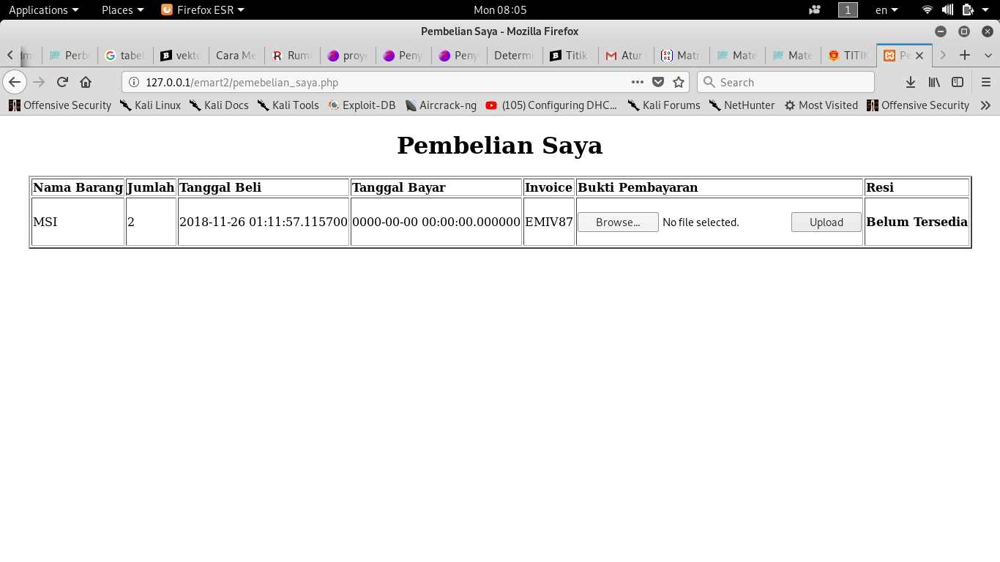 Applications Places Firefox ESR Mon 08:05 1 en
Pembelian Saya - Mozilla Firefox
Perb tabel vekto Cara Me Rumu proye Peny Peny Determi Titik Atur Matr Mate Mate TITIK Pe
127.0.0.1/emart2/pemebelian_saya.php Search
Offensive Security Kali Linux Kali Docs Kali Tools Exploit-DB Aircrack-ng (105) Configuring DHC... Kali Forums NetHunter Most Visited Offensive Security
Pembelian Saya
Nama Barang Jumlah Tanggal Beli Tanggal Bayar Invoice Bukti Pembayaran Resi
MSI 2 2018-11-26 01:11:57.115700 0000-00-00 00:00:00.000000 EMIV87 Browse... No file selected. Upload Belum Tersedia